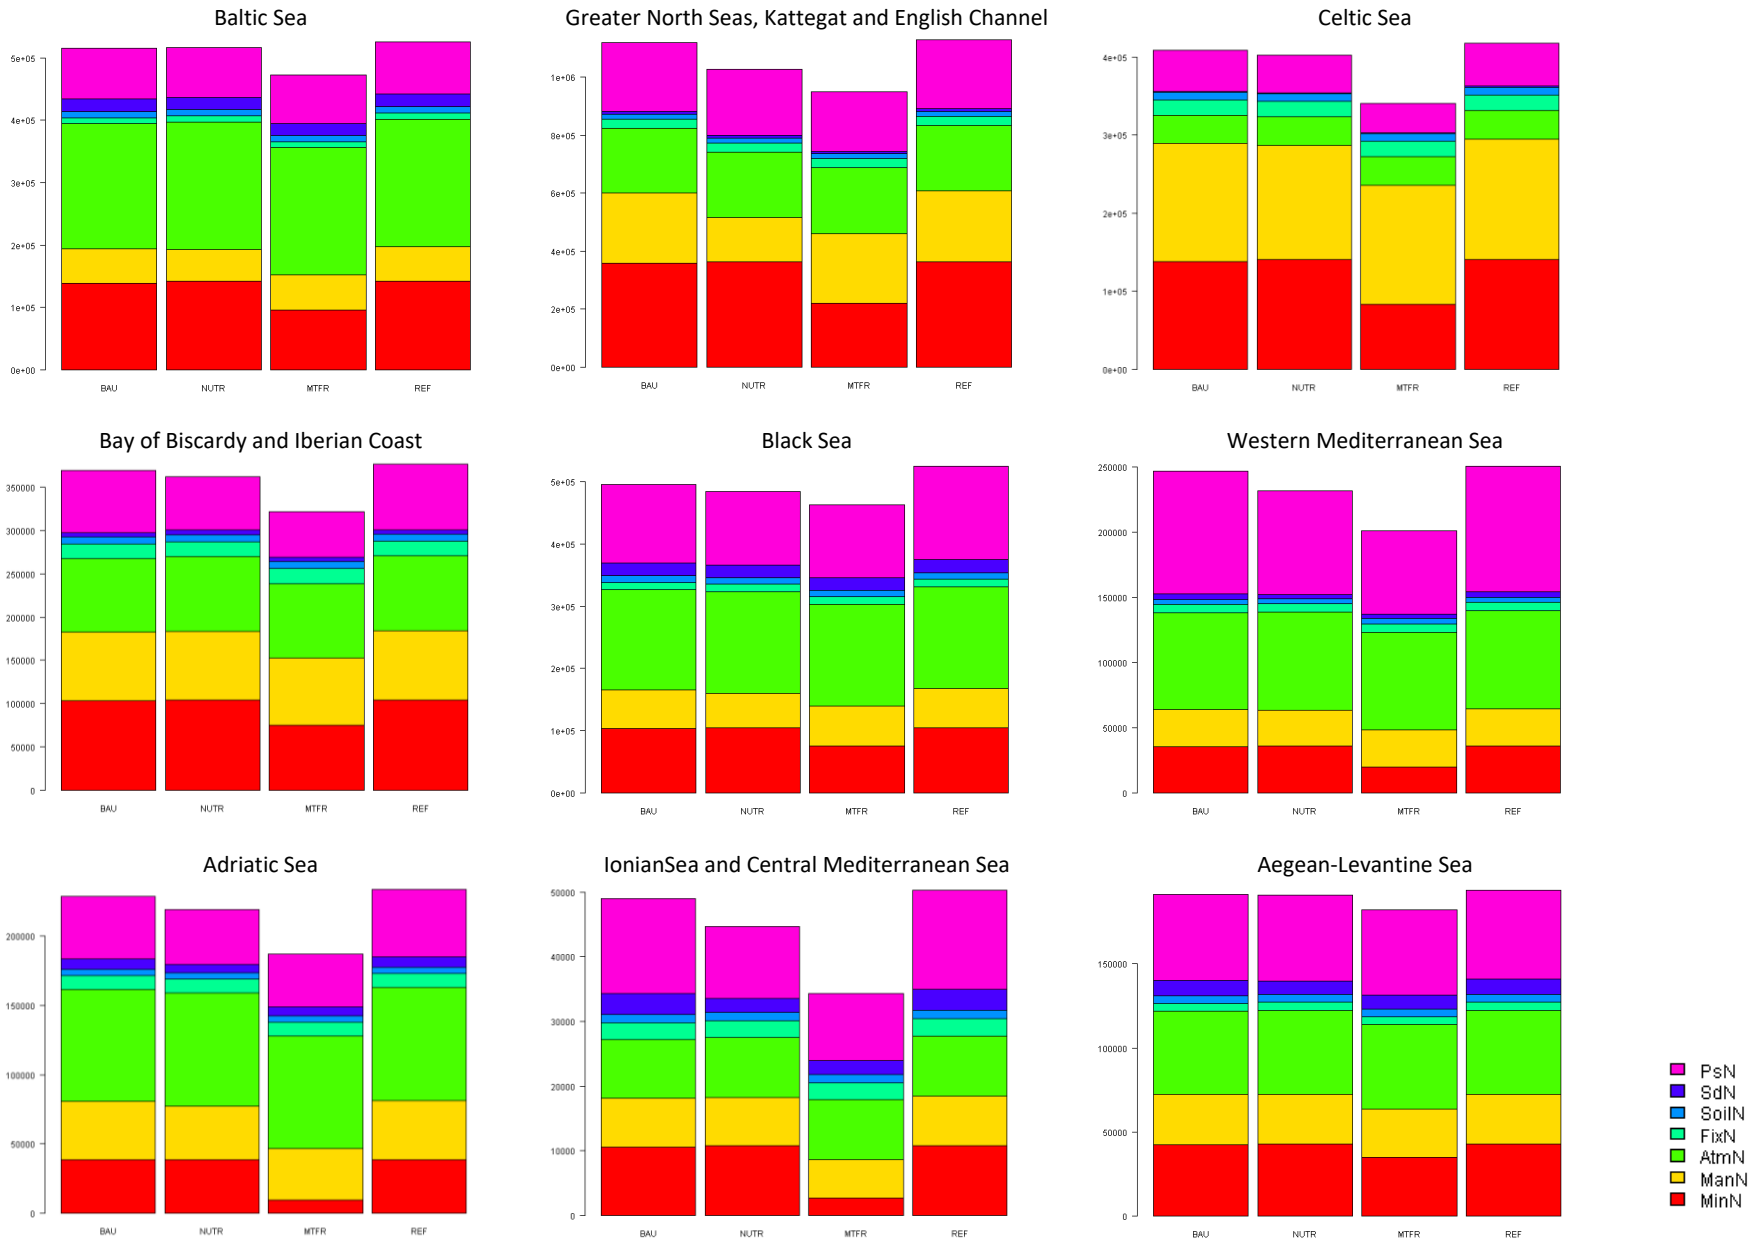 Baltic Sea
5e+05
4e+05
3e+05
2e+05
1e+05
0e+00
BAU NUTR MTFR REF
Greater North Seas, Kattegat and English Channel
1e+06
8e+05
6e+05
4e+05
2e+05
0e+00
BAU NUTR MTFR REF
Celtic Sea
4e+05
3e+05
2e+05
1e+05
0e+00
BAU NUTR MTFR REF
Bay of Biscardy and Iberian Coast
350000
300000
250000
200000
150000
100000
50000
0
BAU NUTR MTFR REF
Black Sea
5e+05
4e+05
3e+05
2e+05
1e+05
0e+00
BAU NUTR MTFR REF
Western Mediterranean Sea
250000
200000
150000
100000
50000
0
BAU NUTR MTFR REF
Adriatic Sea
200000
150000
100000
50000
0
BAU NUTR MTFR REF
IonianSea and Central Mediterranean Sea
50000
40000
30000
20000
10000
0
BAU NUTR MTFR REF
Aegean-Levantine Sea
150000
100000
50000
0
BAU NUTR MTFR REF
PsN
SdN
SoilN
FixN
AtmN
ManN
MinN